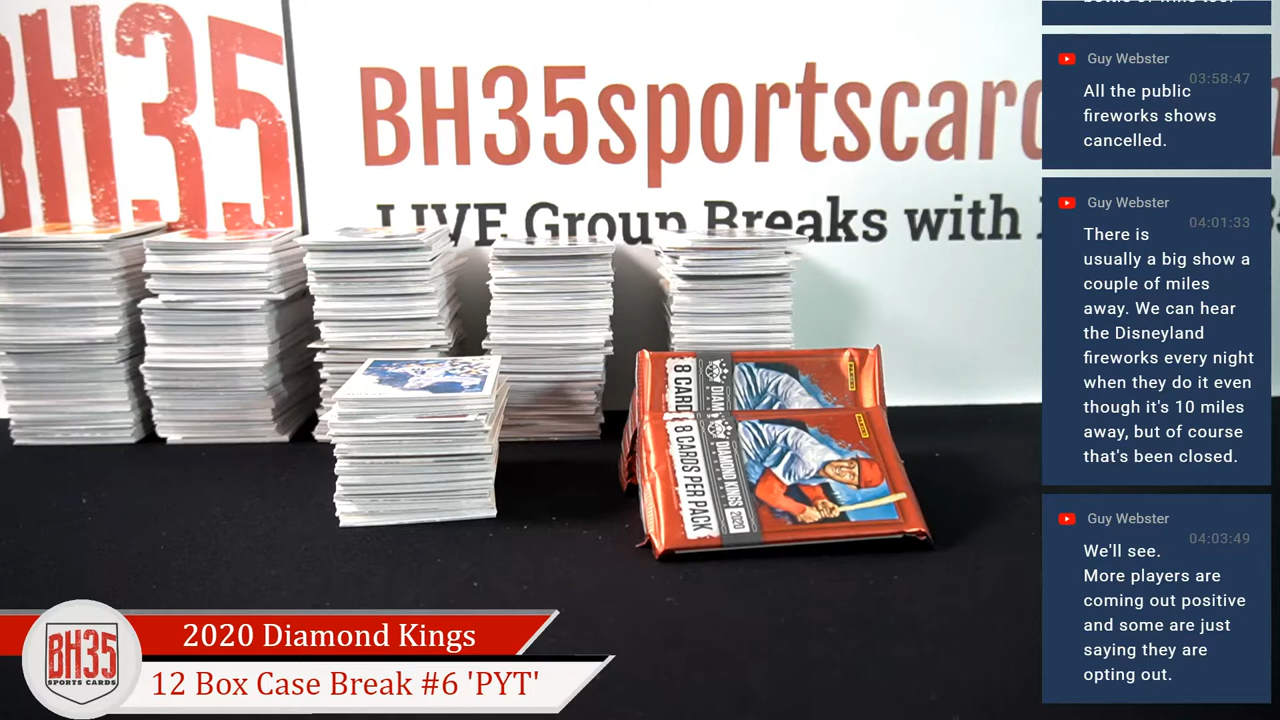 BH35
BH35sportscard
LIVE Group Breaks with
8 CARD
DIAM
PANINI
8 CARDS PER PACK
DIAMOND KINGS 2020
PANINI
BH35
SPORTS CARDS
2020 Diamond Kings
12 Box Case Break #6 'PYT'
Guy Webster
03:58:47
All the public
fireworks shows
cancelled.
Guy Webster
04:01:33
There is
usually a big show a
couple of miles
away. We can hear
the Disneyland
fireworks every night
when they do it even
though it's 10 miles
away, but of course
that's been closed.
Guy Webster
04:03:49
We'll see.
More players are
coming out positive
and some are just
saying they are
opting out.